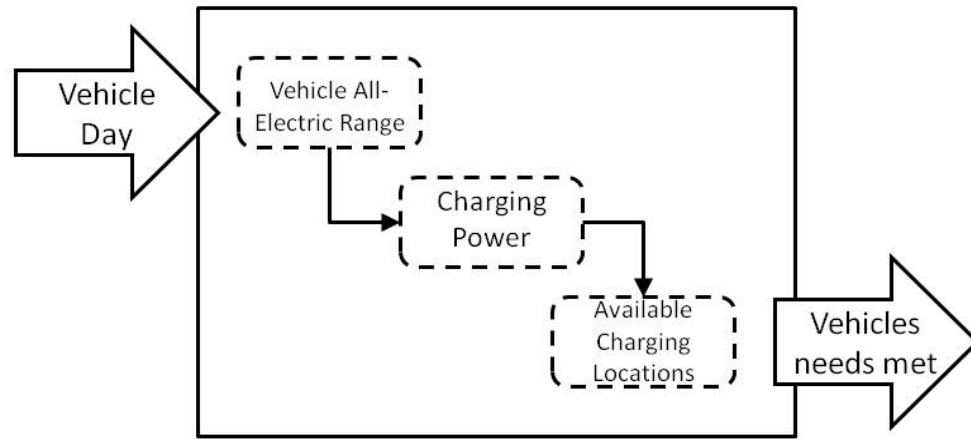 Vehicle
Day
Vehicle All-
Electric Range
Charging
Power
Available
Charging
Locations
Vehicles
needs met